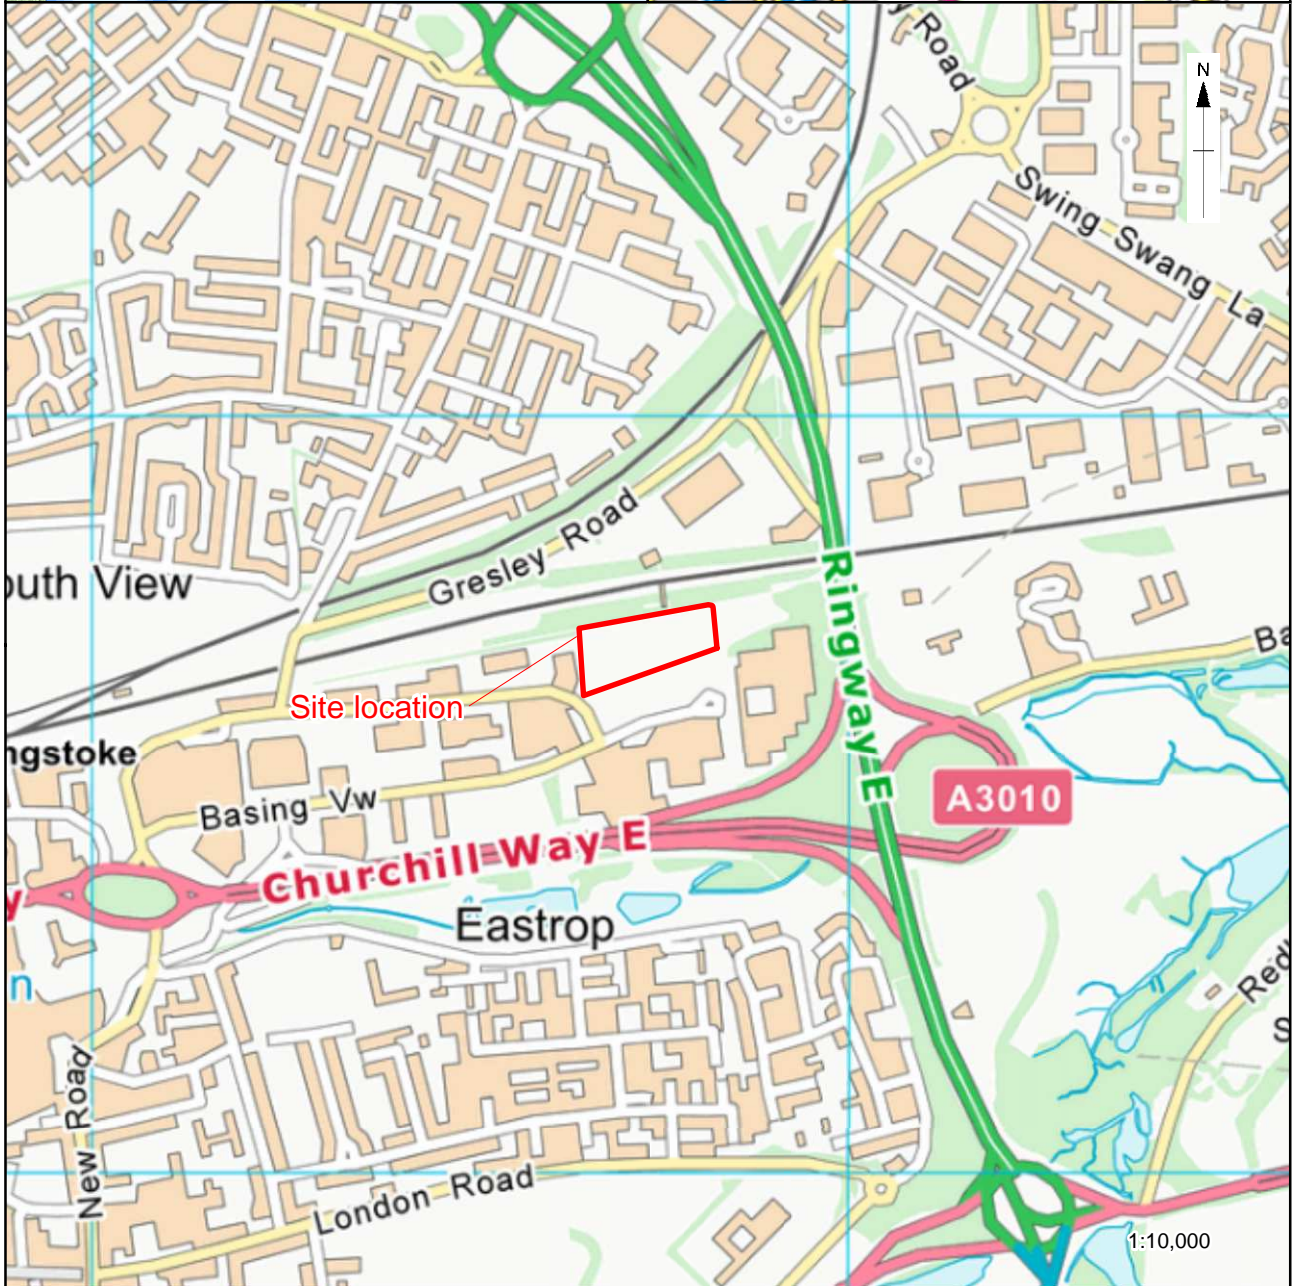 y Road
N
Swing Swang La
Gresley Road
outh View
Ringway E
Ba
Site location
ngstoke
A3010
Basing Vw
Churchill Way E
y
Eastrop
n
Red
S
New Road
London Road
1:10,000